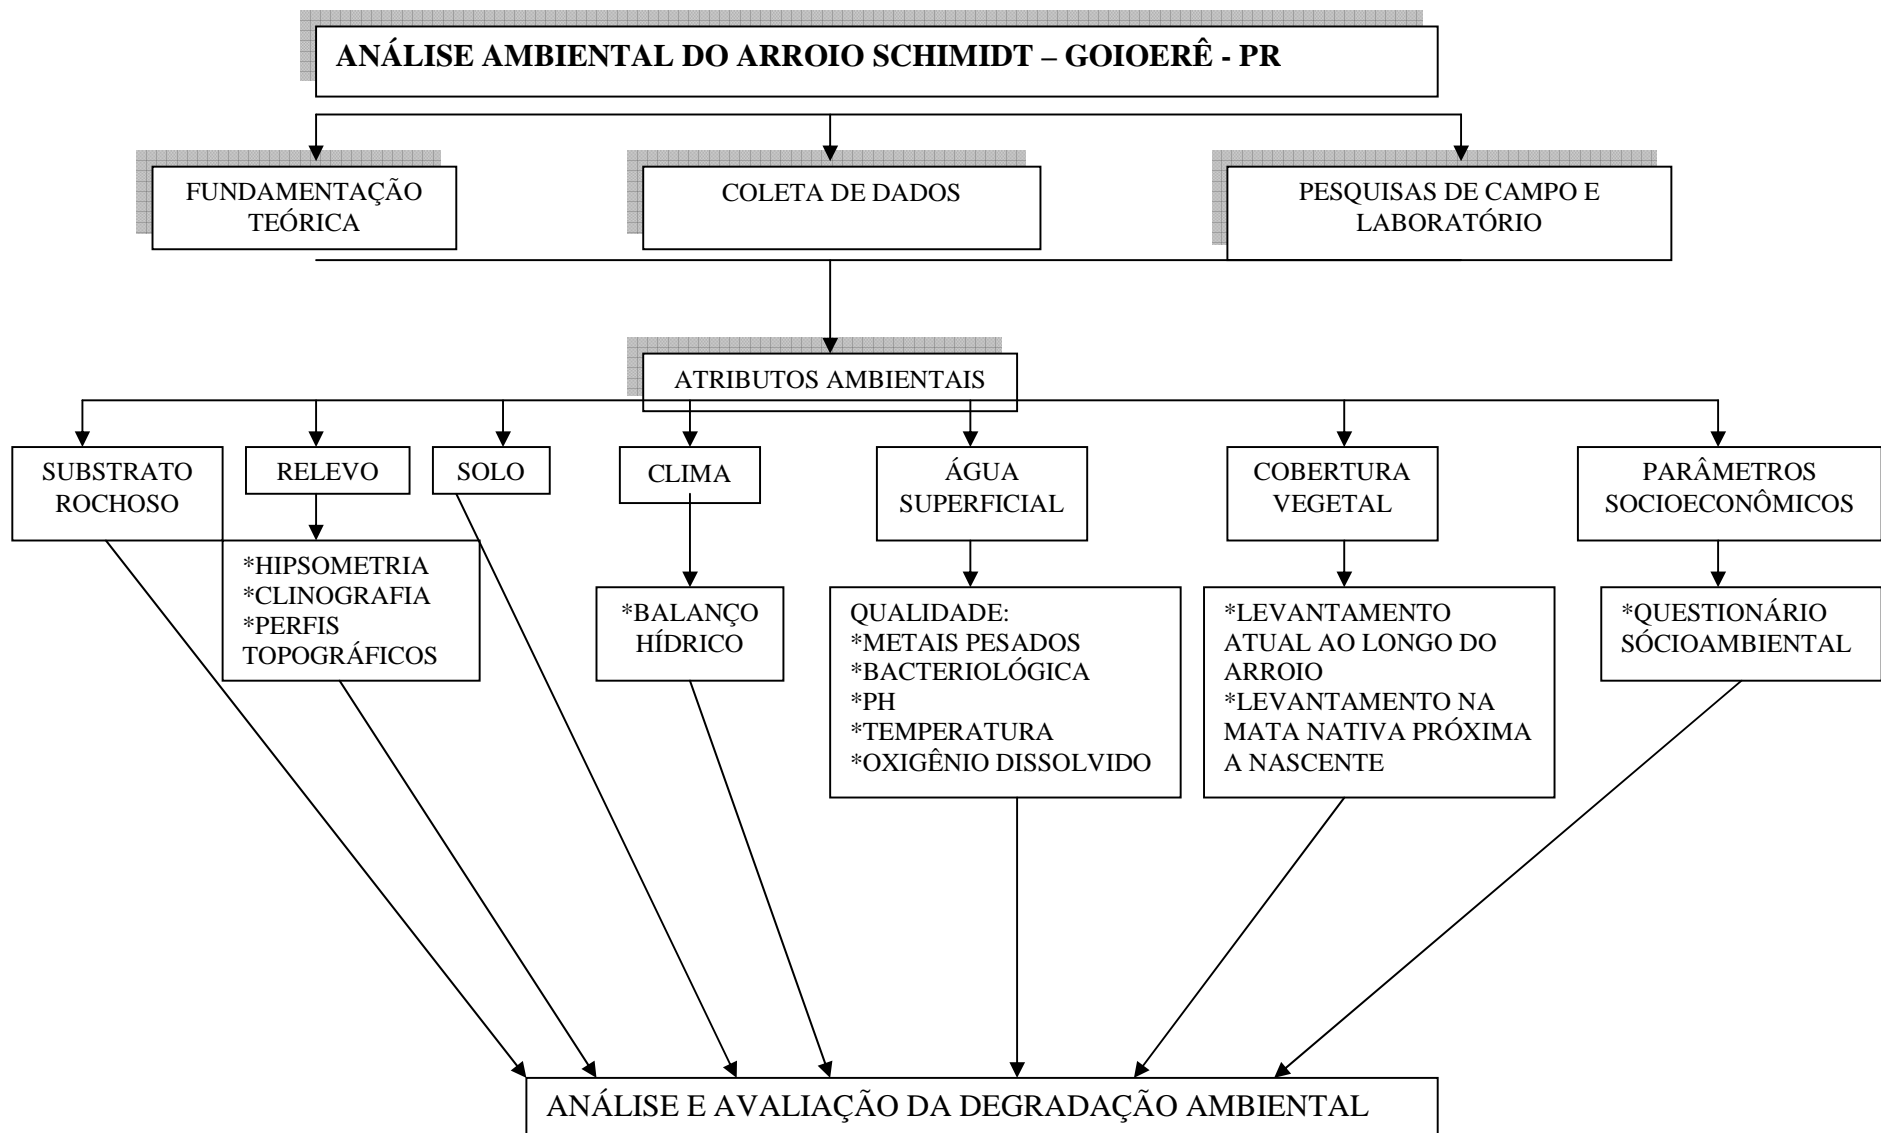 ANÁLISE AMBIENTAL DO ARROIO SCHIMIDT – GOIOERÊ - PR
FUNDAMENTAÇÃO
TEÓRICA
COLETA DE DADOS
PESQUISAS DE CAMPO E
LABORATÓRIO
ATRIBUTOS AMBIENTAIS
SUBSTRATO
ROCHOSO
RELEVO
SOLO
CLIMA
ÁGUA
SUPERFICIAL
COBERTURA
VEGETAL
PARÂMETROS
SOCIOECONÔMICOS
*HIPSOMETRIA
*CLINOGRAFIA
*PERFIS
TOPOGRÁFICOS
*BALANÇO
HÍDRICO
QUALIDADE:
*METAIS PESADOS
*BACTERIOLÓGICA
*PH
*TEMPERATURA
*OXIGÊNIO DISSOLVIDO
*LEVANTAMENTO
ATUAL AO LONGO DO
ARROIO
*LEVANTAMENTO NA
MATA NATIVA PRÓXIMA
A NASCENTE
*QUESTIONÁRIO
SÓCIOAMBIENTAL
ANÁLISE E AVALIAÇÃO DA DEGRADAÇÃO AMBIENTAL